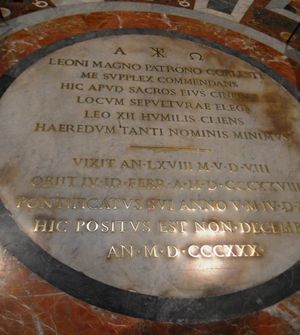 Α ☧ Ω
LEONI MAGNO PATRONO COELESTI
ME SVPPLEX COMMENDANS
HIC APVD SACROS EIVS CINERES
LOCVM SEPVLTVRAE ELEGI
LEO XII HVMILIS CLIENS
HAEREDVM TANTI NOMINIS MINIMVS
VIXIT AN LXVIII M V D VIII
OBIIT IV ID FEBR A M D CCCXXVIIII
PONTIFICATVS SVI ANNO V M IV D
HIC POSITVS EST NON DECEMB
AN M D CCCXXX